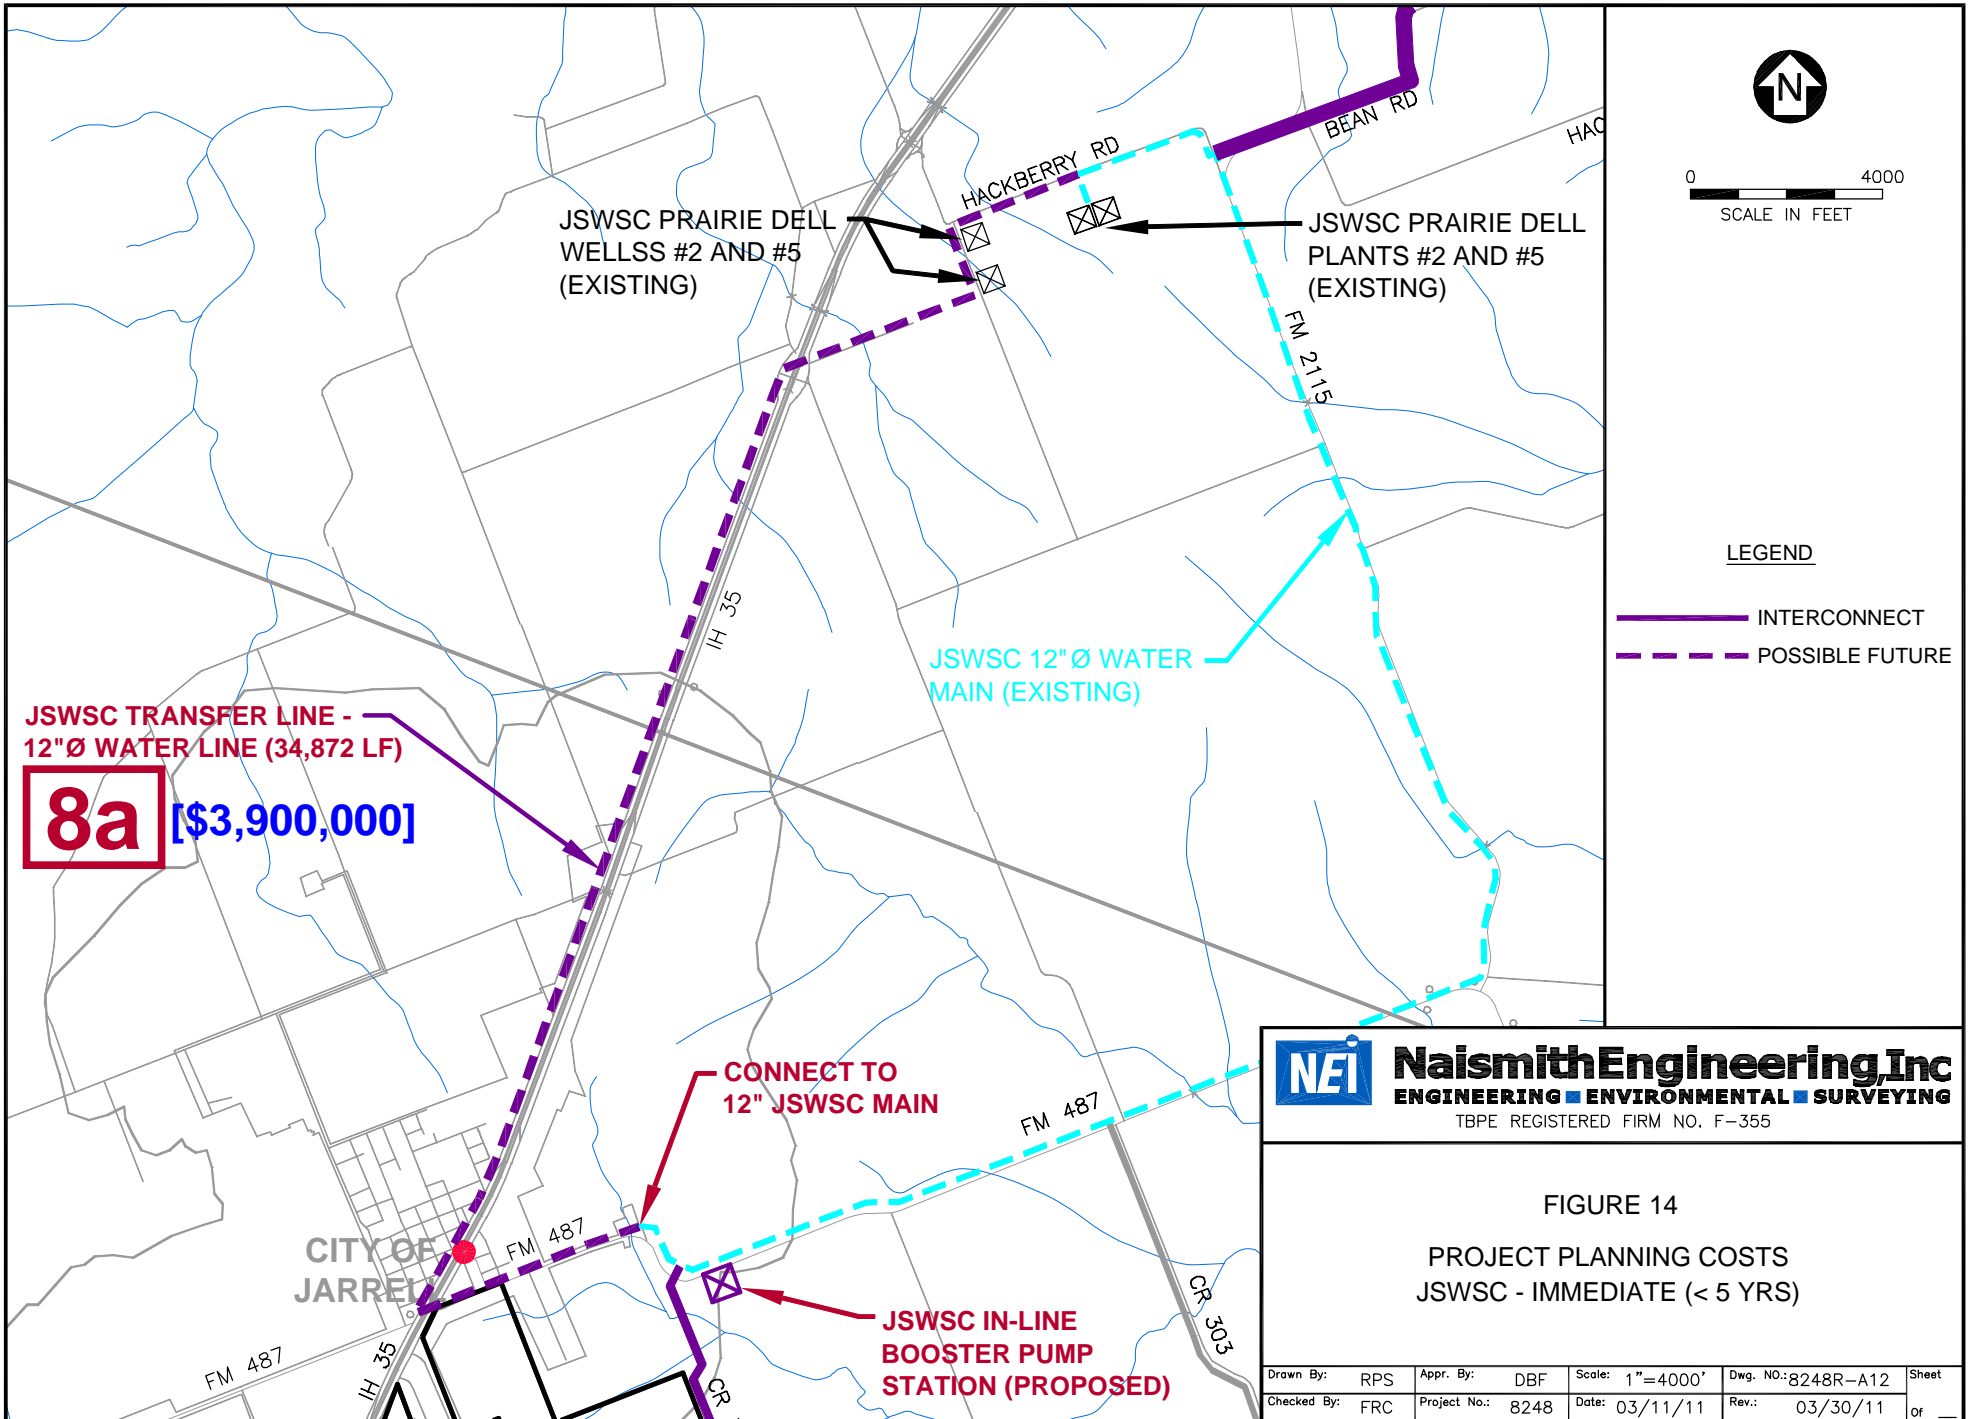 N
0 4000
SCALE IN FEET
BEAN RD
HAC
HACKBERRY RD
JSWSC PRAIRIE DELL
WELLSS #2 AND #5
(EXISTING)
JSWSC PRAIRIE DELL
PLANTS #2 AND #5
(EXISTING)
FM 2115
LEGEND
INTERCONNECT
POSSIBLE FUTURE
IH 35
JSWSC 12"Ø WATER
MAIN (EXISTING)
JSWSC TRANSFER LINE -
12"Ø WATER LINE (34,872 LF)
8a [$3,900,000]
CONNECT TO
12" JSWSC MAIN
FM 487
FM 487
CITY OF
JARRELL
FM 487
IH 35
CR 303
CR
JSWSC IN-LINE
BOOSTER PUMP
STATION (PROPOSED)
NEi
NaismithEngineering,Inc
ENGINEERING ■ ENVIRONMENTAL ■ SURVEYING
TBPE REGISTERED FIRM NO. F-355
FIGURE 14
PROJECT PLANNING COSTS
JSWSC - IMMEDIATE (< 5 YRS)
Drawn By: RPS Appr. By: DBF Scale: 1"=4000' Dwg. NO.: 8248R-A12 Sheet
Checked By: FRC Project No.: 8248 Date: 03/11/11 Rev.: 03/30/11 Of __